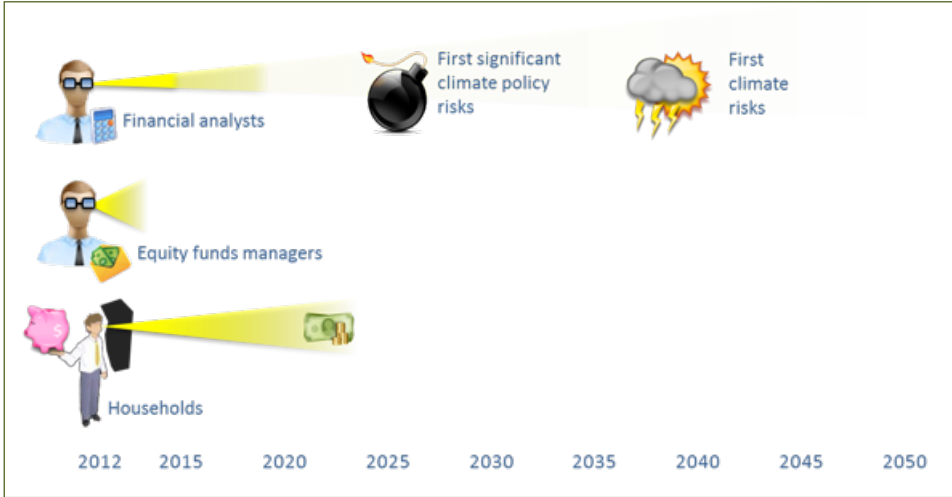 First significant
climate policy
risks
First
climate
risks
Financial analysts
Equity funds managers
S
Households
2012 2015 2020 2025 2030 2035 2040 2045 2050